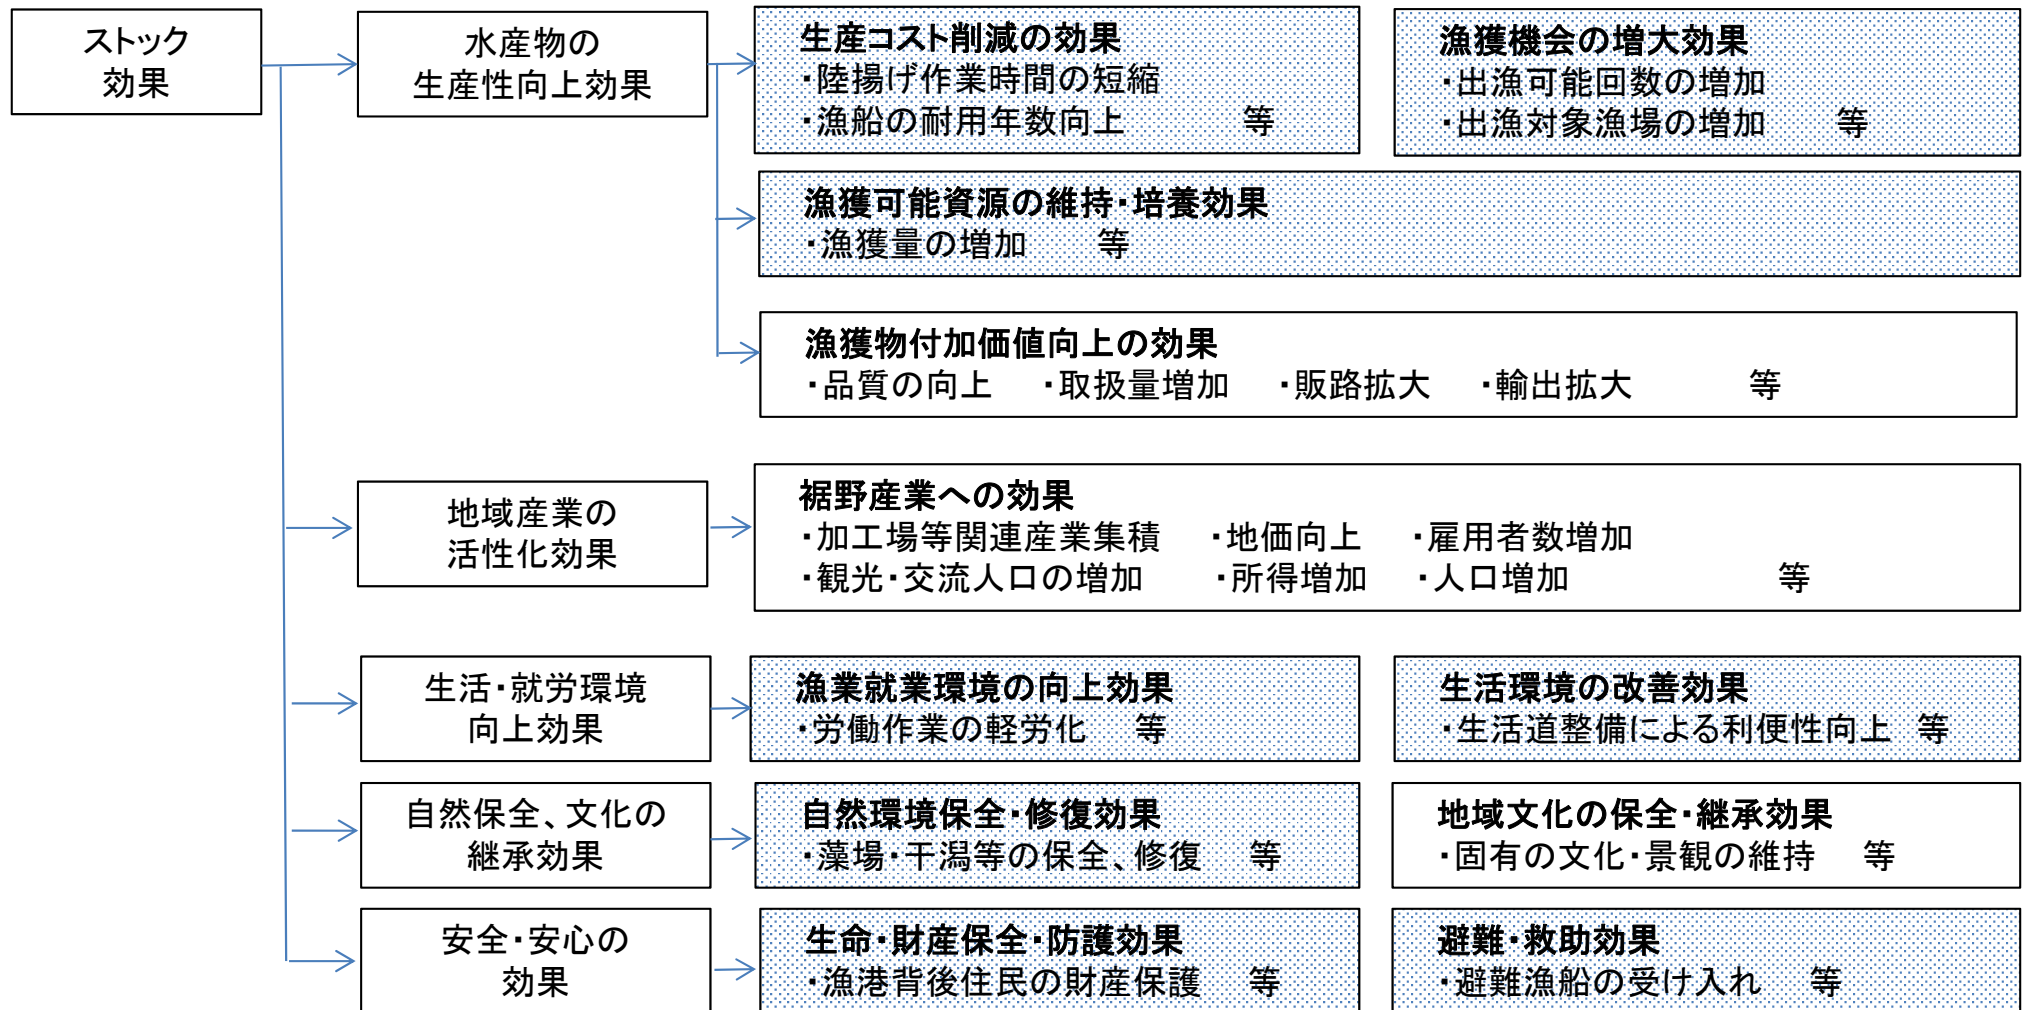 ストック
効果
水産物の
生産性向上効果
生産コスト削減の効果
・陸揚げ作業時間の短縮
・漁船の耐用年数向上 等
漁獲機会の増大効果
・出漁可能回数の増加
・出漁対象漁場の増加 等
漁獲可能資源の維持・培養効果
・漁獲量の増加 等
漁獲物付加価値向上の効果
・品質の向上 ・取扱量増加 ・販路拡大 ・輸出拡大 等
地域産業の
活性化効果
裾野産業への効果
・加工場等関連産業集積 ・地価向上 ・雇用者数増加
・観光・交流人口の増加 ・所得増加 ・人口増加 等
生活・就労環境
向上効果
漁業就業環境の向上効果
・労働作業の軽労化 等
生活環境の改善効果
・生活道整備による利便性向上 等
自然保全、文化の
継承効果
自然環境保全・修復効果
・藻場・干潟等の保全、修復 等
地域文化の保全・継承効果
・固有の文化・景観の維持 等
安全・安心の
効果
生命・財産保全・防護効果
・漁港背後住民の財産保護 等
避難・救助効果
・避難漁船の受け入れ 等